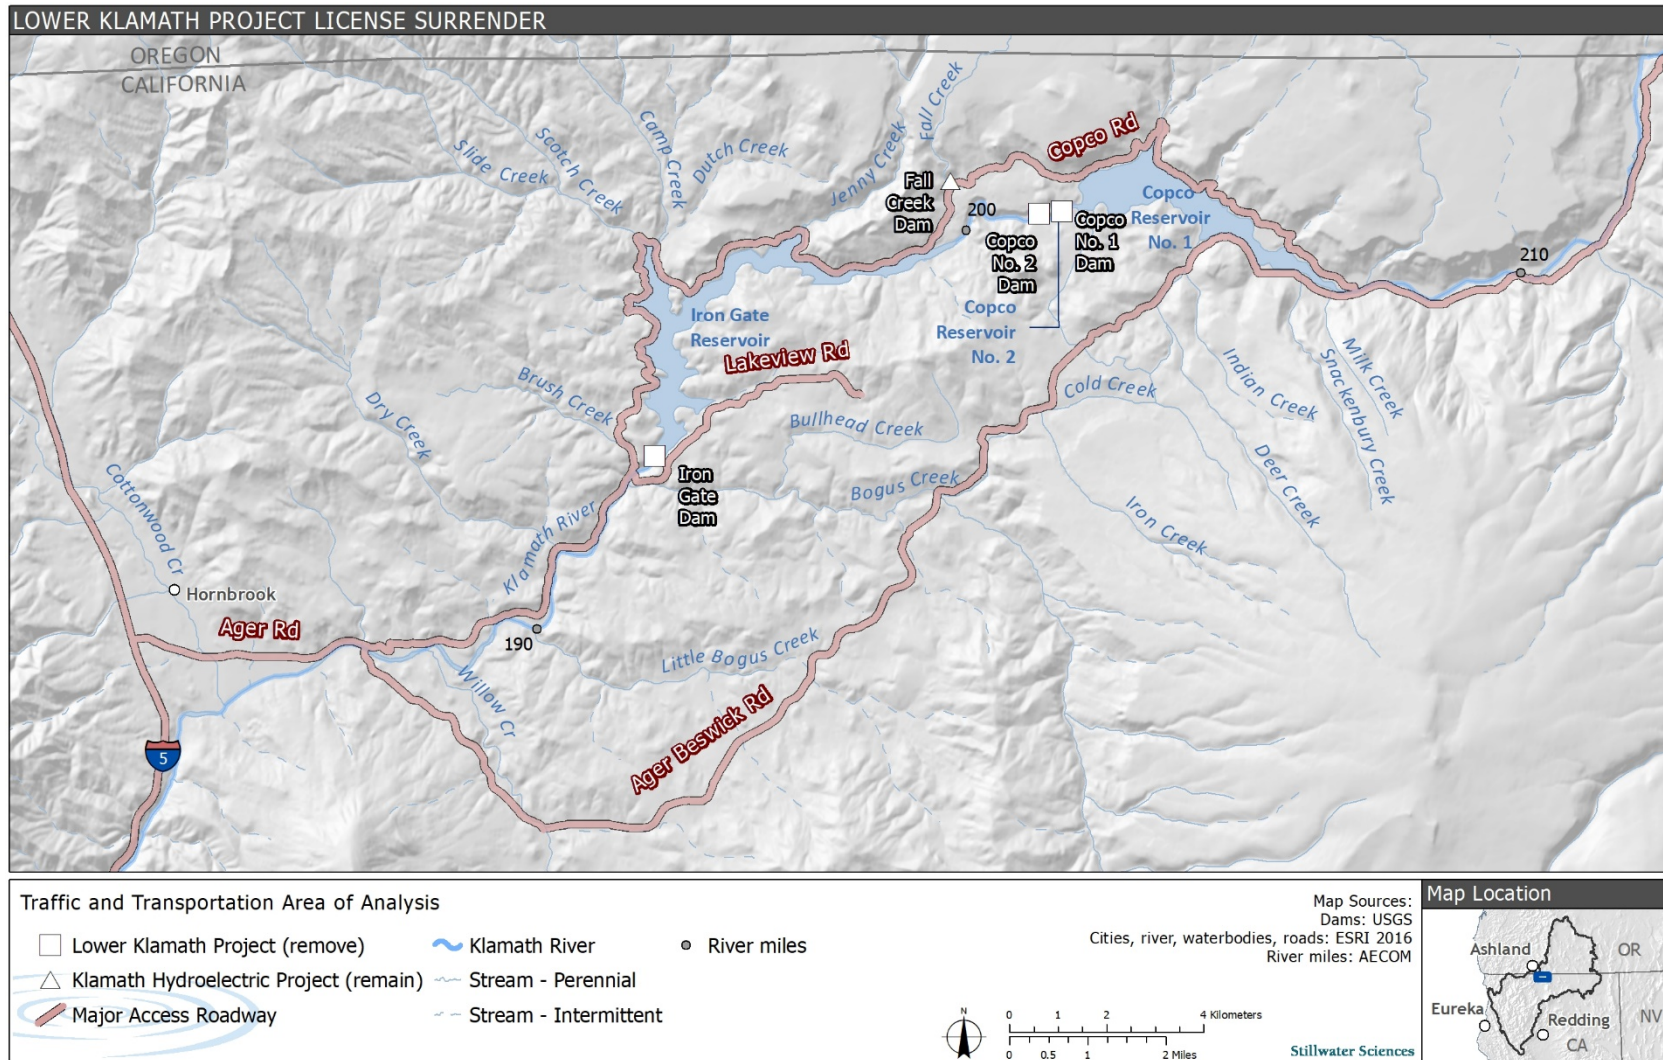 LOWER KLAMATH PROJECT LICENSE SURRENDER
OREGON
CALIFORNIA
Slide Creek
Scotch Creek
Camp Creek
Dutch Creek
Jenny Creek
Fall Creek
Copco Rd
Fall
Creek
Dam
200
Copco
No. 2
Dam
Copco
No. 1
Dam
Copco
Reservoir
No. 1
210
Copco
Reservoir
No. 2
Iron Gate
Reservoir
Lakeview Rd
Brush Creek
Dry Creek
Bullhead Creek
Cold Creek
Indian Creek
Milk Creek
Snackenbury Creek
Deer Creek
Iron Creek
Bogus Creek
Iron
Gate
Dam
Klamath River
Cottonwood Cr
Hornbrook
Ager Rd
190
Willow Cr
Little Bogus Creek
Ager Beswick Rd
5
Traffic and Transportation Area of Analysis
Lower Klamath Project (remove)
Klamath Hydroelectric Project (remain)
Major Access Roadway
Klamath River
Stream - Perennial
Stream - Intermittent
River miles
Map Sources:
Dams: USGS
Cities, river, waterbodies, roads: ESRI 2016
River miles: AECOM
N
0 1 2 4 Kilometers
0 0.5 1 2 Miles
Stillwater Sciences
Map Location
Ashland
OR
Eureka
Redding
CA
NV